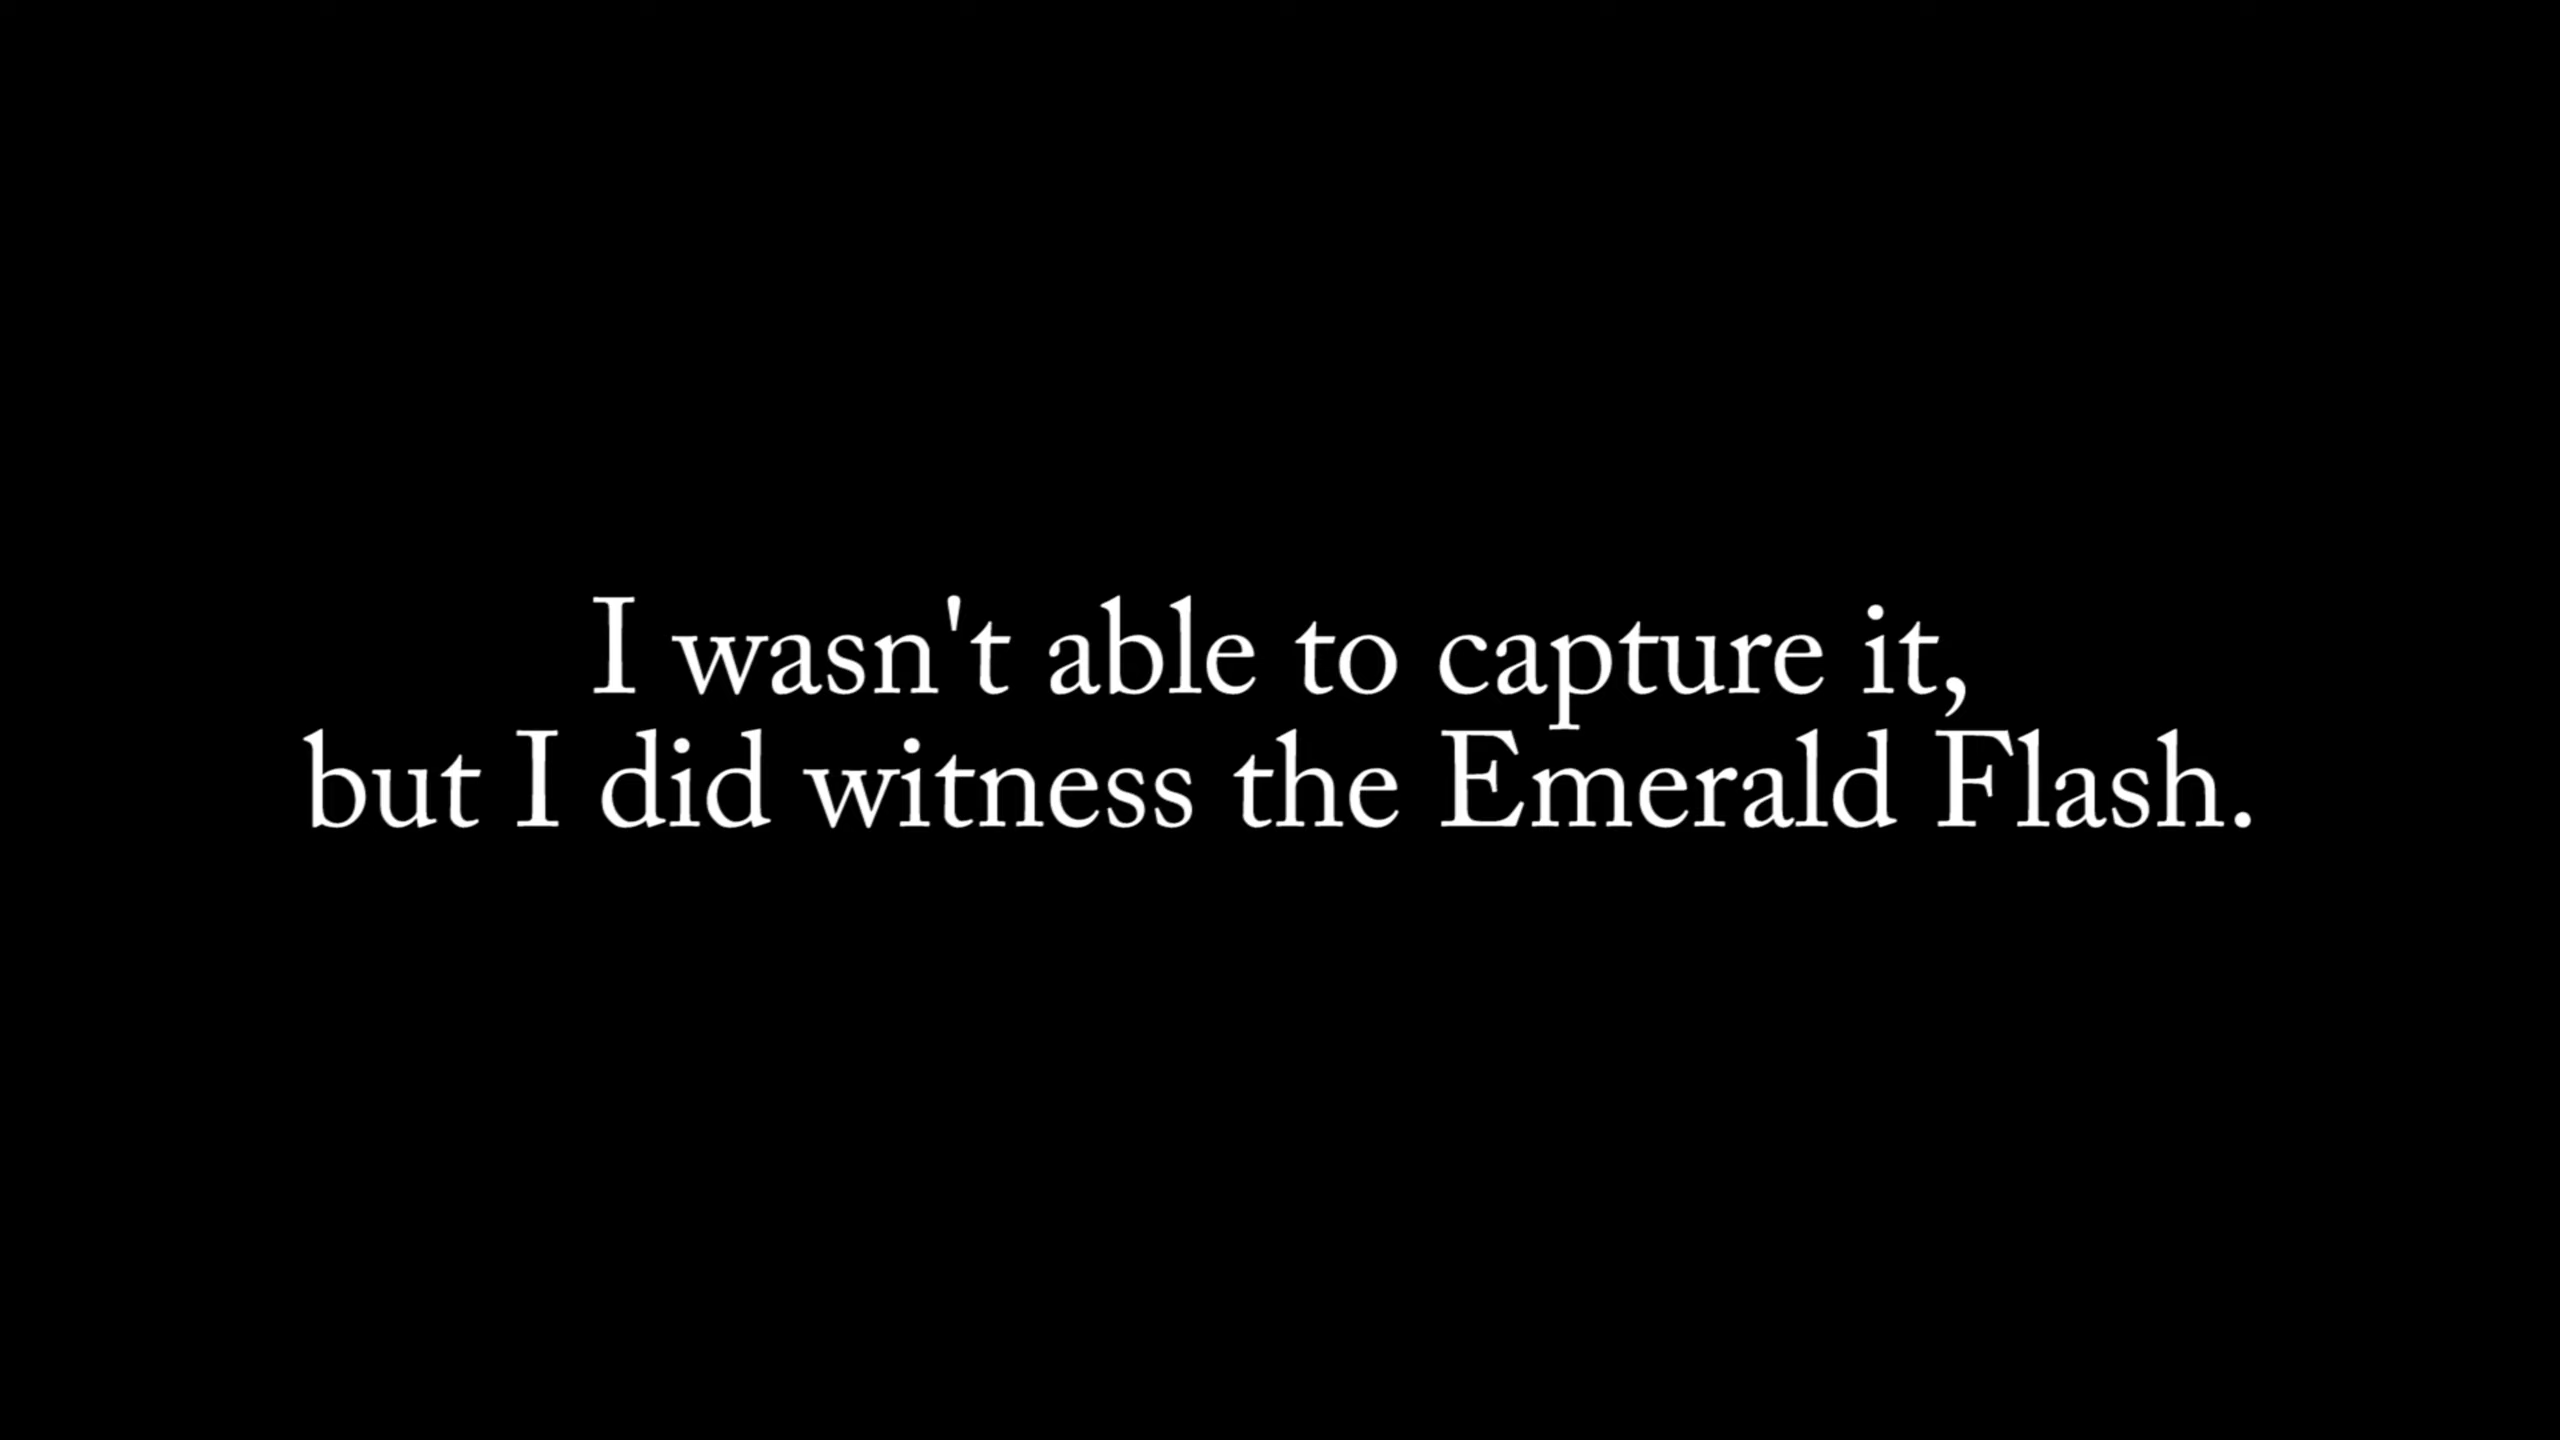 I wasn't able to capture it,
but I did witness the Emerald Flash.